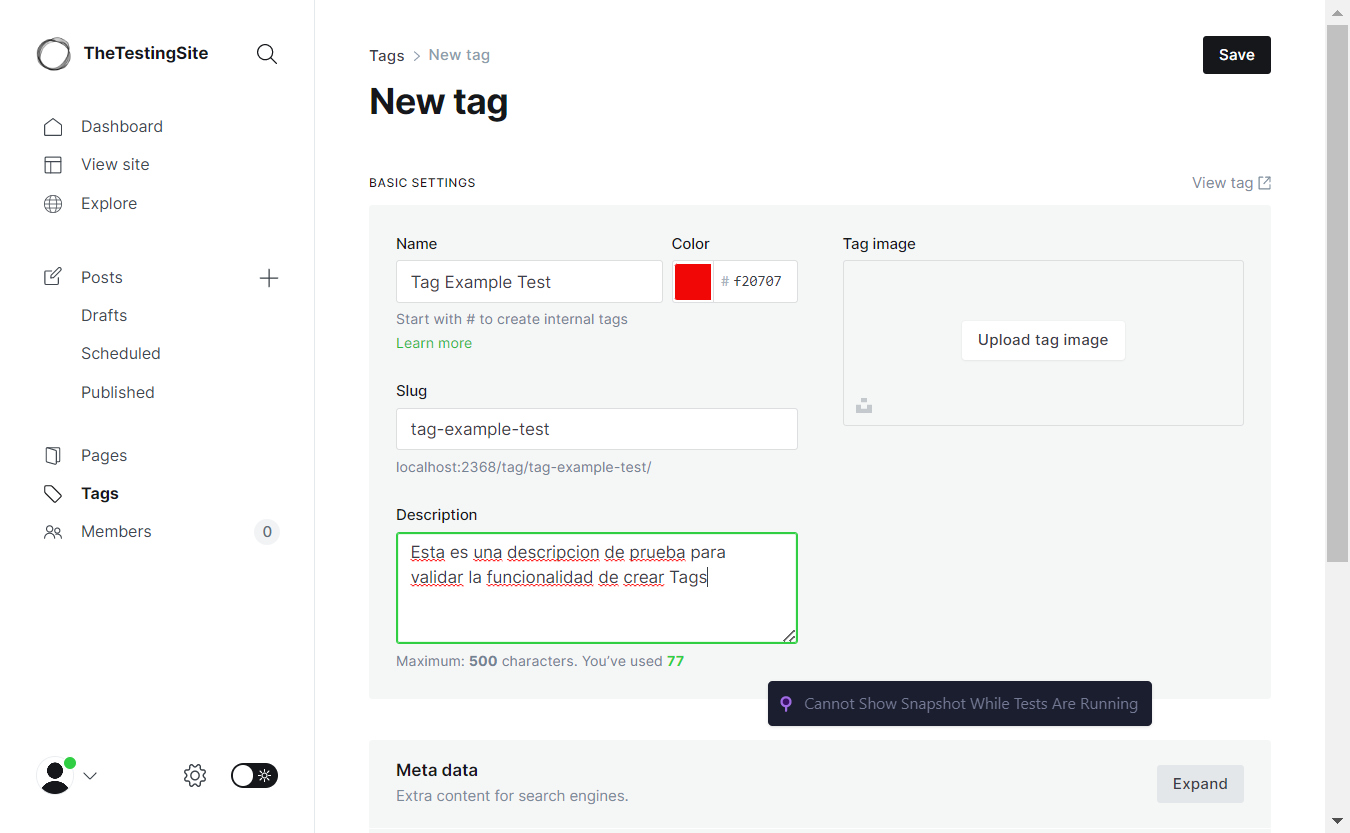 TheTestingSite
Dashboard
View site
Explore
Posts
Drafts
Scheduled
Published
Pages
Tags
Members 0
Tags > New tag
Save
New tag
BASIC SETTINGS
View tag
Name
Tag Example Test
Color
# f20707
Start with # to create internal tags
Learn more
Slug
tag-example-test
localhost:2368/tag/tag-example-test/
Description
Esta es una descripcion de prueba para
validar la funcionalidad de crear Tags
Maximum: 500 characters. You’ve used 77
Tag image
Upload tag image
Cannot Show Snapshot While Tests Are Running
Meta data
Extra content for search engines.
Expand